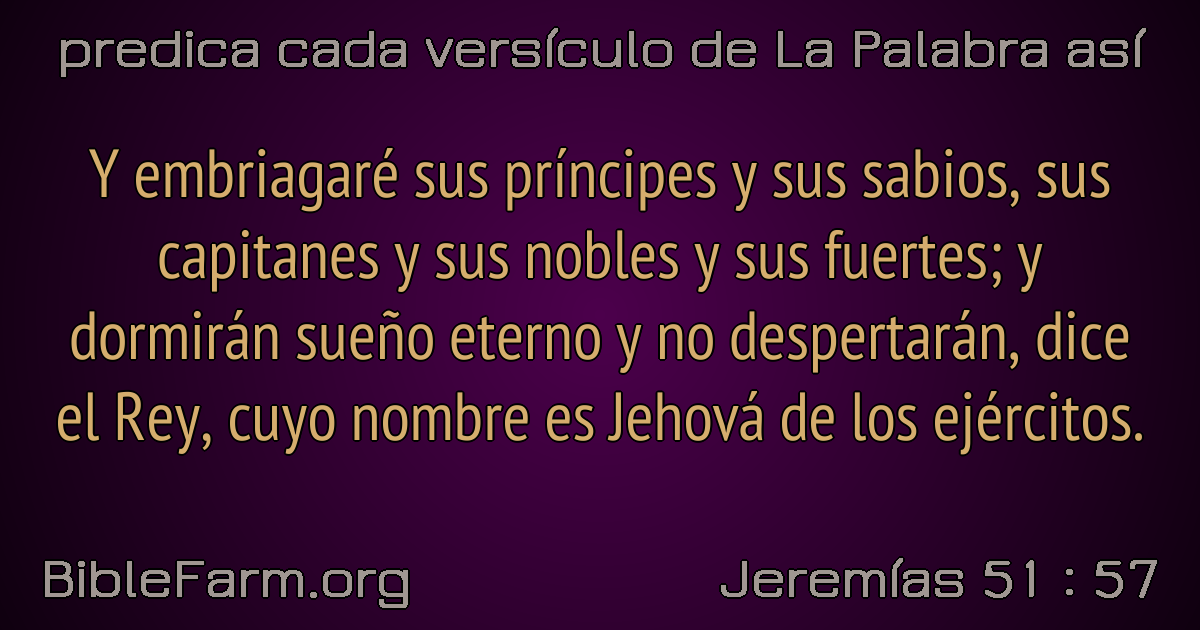 predica cada versículo de La Palabra así
Y embriagaré sus príncipes y sus sabios, sus
capitanes y sus nobles y sus fuertes; y
dormirán sueño eterno y no despertarán, dice
el Rey, cuyo nombre es Jehová de los ejércitos.
BibleFarm.org
Jeremías 51 : 57